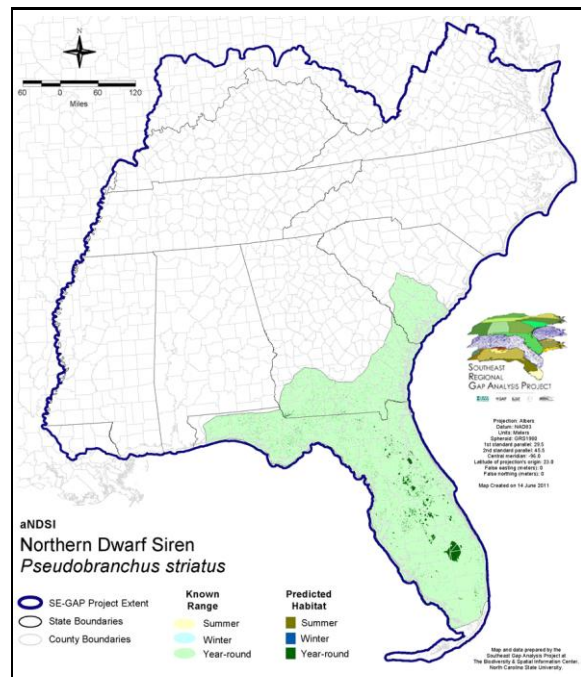 N
60 0 60 120
Miles
SOUTHEAST
REGIONAL
GAP ANALYSIS PROJECT
Projection: Albers
Datum: NAD83
Units: Meters
Spheroid: GRS1980
1st standard parallel: 29.5
2nd standard parallel: 45.5
Central meridian: -96.0
Latitude of projection's origin: 23.0
False easting (meters): 0
False northing (meters): 0
Map Created on 14 June 2011
aNDSI
Northern Dwarf Siren
Pseudobranchus striatus
SE-GAP Project Extent
State Boundaries
County Boundaries
Known
Range
Summer
Winter
Year-round
Predicted
Habitat
Summer
Winter
Year-round
Map and data prepared by the
Southeast Gap Analysis Project at
The Biodiversity & Spatial Information Center,
North Carolina State University.